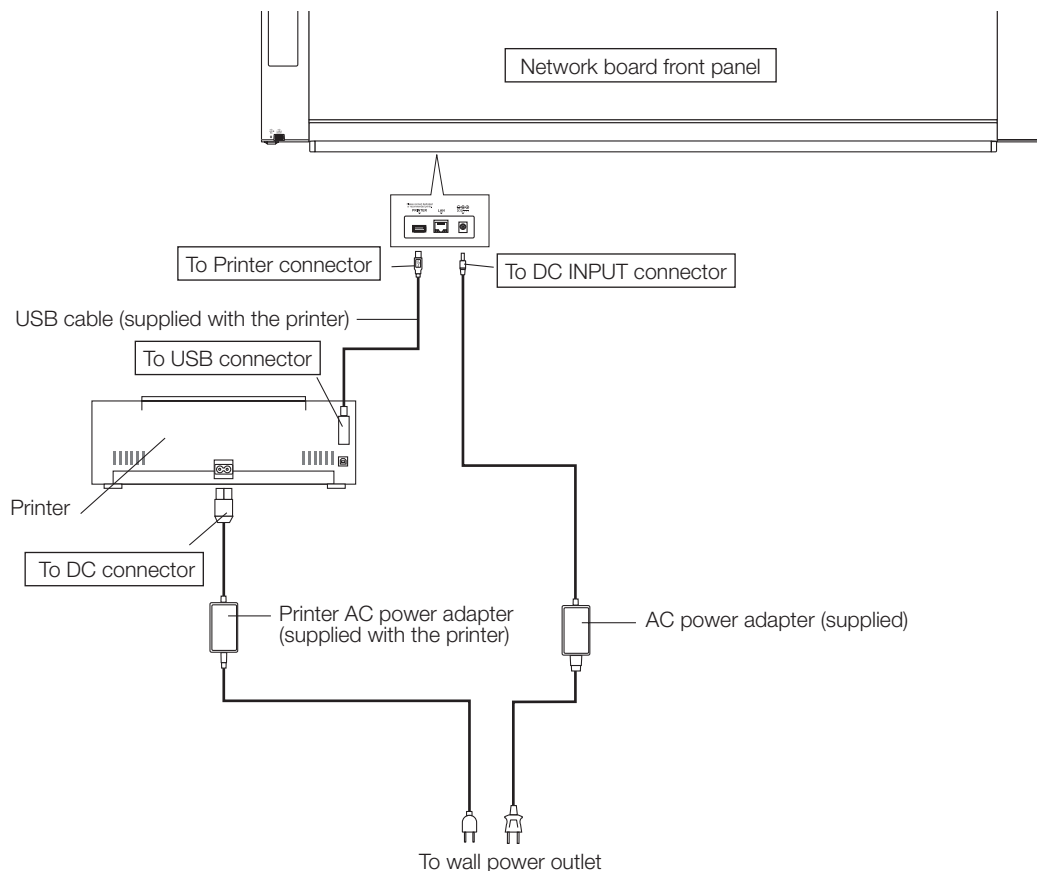 Network board front panel
PRINTER
LAN
To Printer connector
To DC INPUT connector
USB cable (supplied with the printer)
To USB connector
Printer
To DC connector
Printer AC power adapter
(supplied with the printer)
AC power adapter (supplied)
To wall power outlet